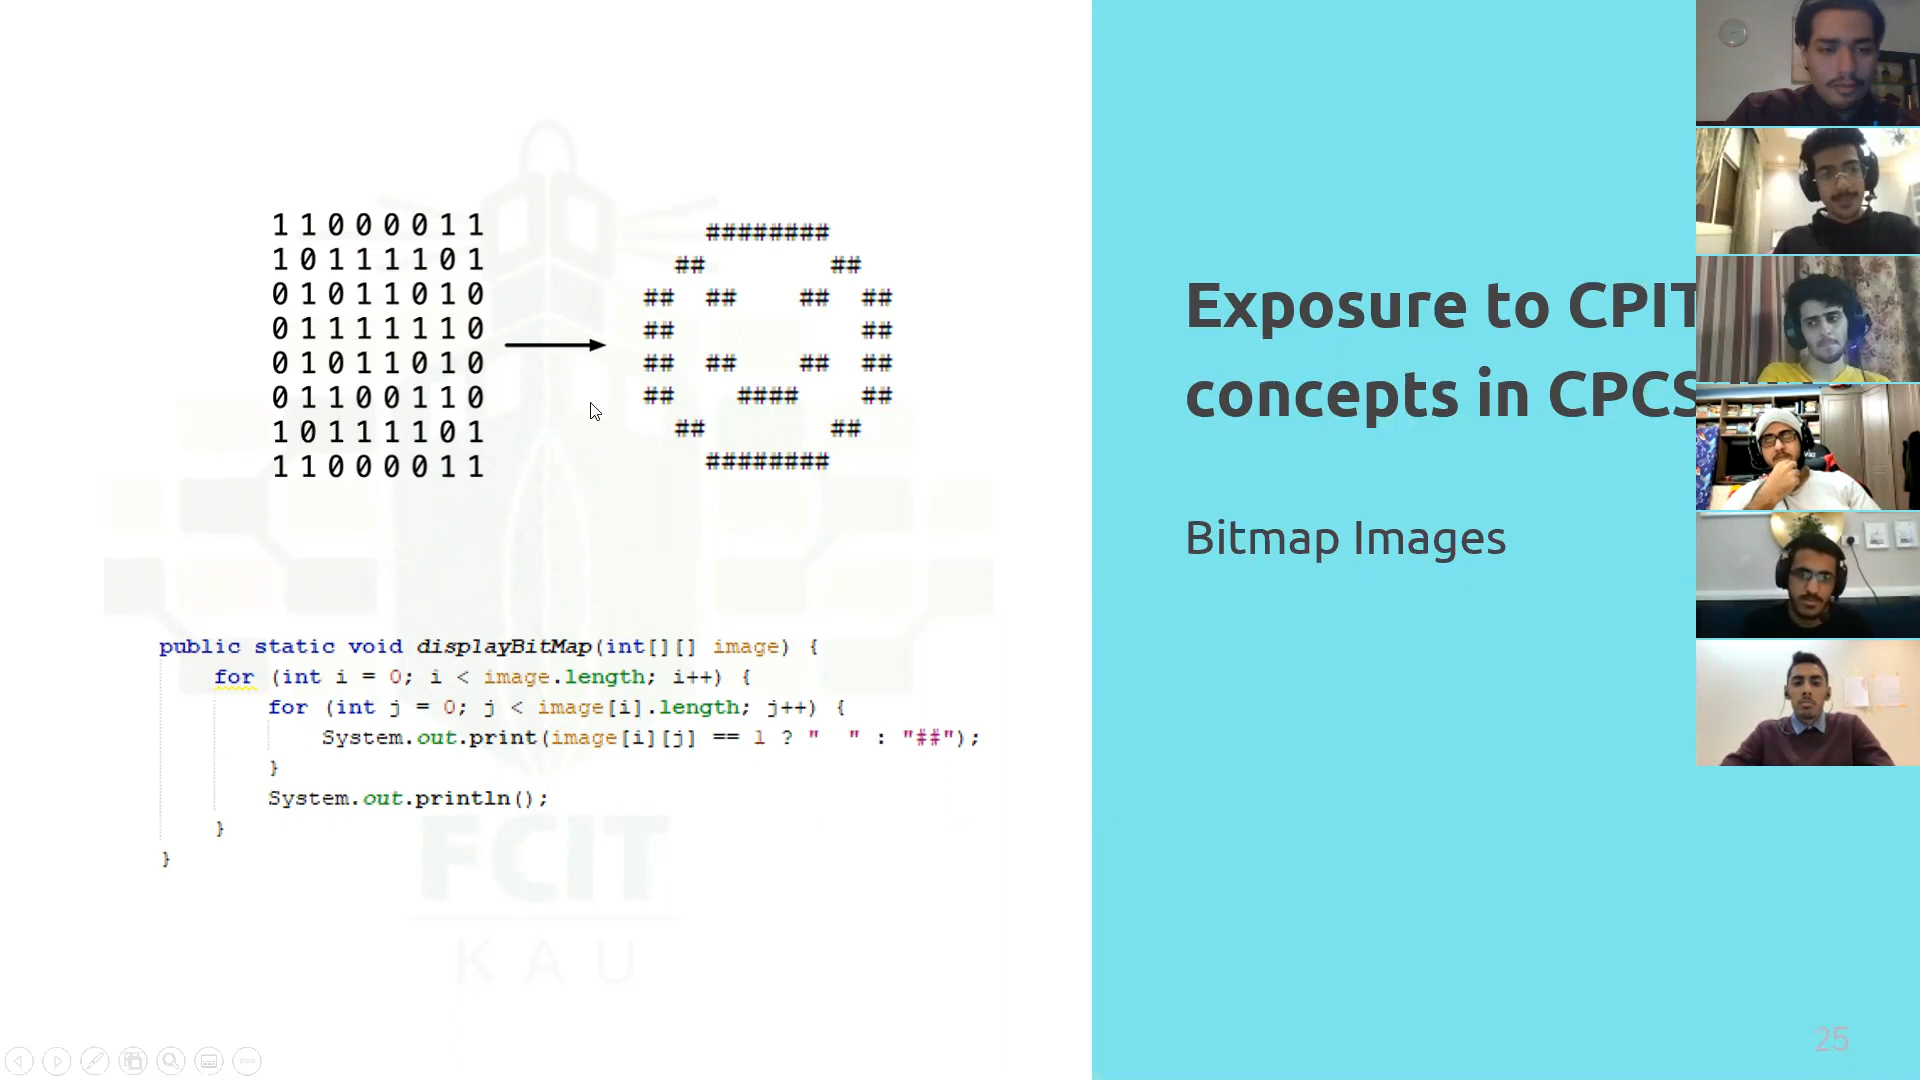 1 1 0 0 0 0 1 1
1 0 1 1 1 1 0 1
0 1 0 1 1 0 1 0
0 1 1 1 1 1 1 0
0 1 0 1 1 0 1 0
0 1 1 0 0 1 1 0
1 0 1 1 1 1 0 1
1 1 0 0 0 0 1 1
########
## ##
## ## ## ##
## ##
## ## ## ##
## #### ##
## ##
########
public static void displayBitMap(int[][] image) {
for (int i = 0; i < image.length; i++) {
for (int j = 0; j < image[i].length; j++) {
System.out.print(image[i][j] == 1 ? "  " : "##");
}
System.out.println();
}
}
FCIT
KAU
Exposure to CPIT
concepts in CPCS
Bitmap Images
25